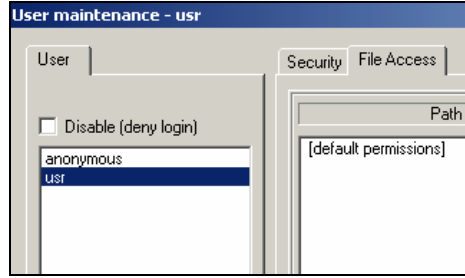 User maintenance - usr
User
Security
File Access
Disable (deny login)
Path
anonymous
usr
[default permissions]